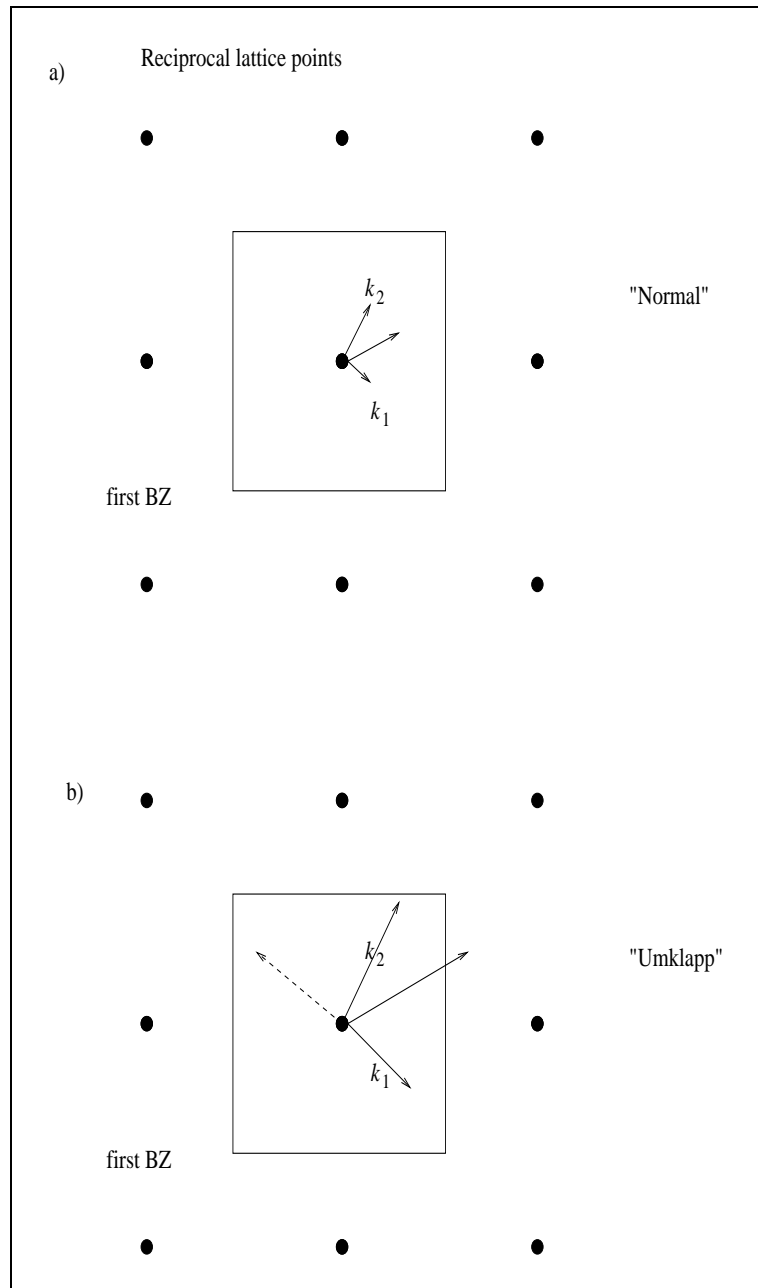 Reciprocal lattice points
a)
"Normal"
k2
k1
first BZ
b)
"Umklapp"
k2
k1
first BZ